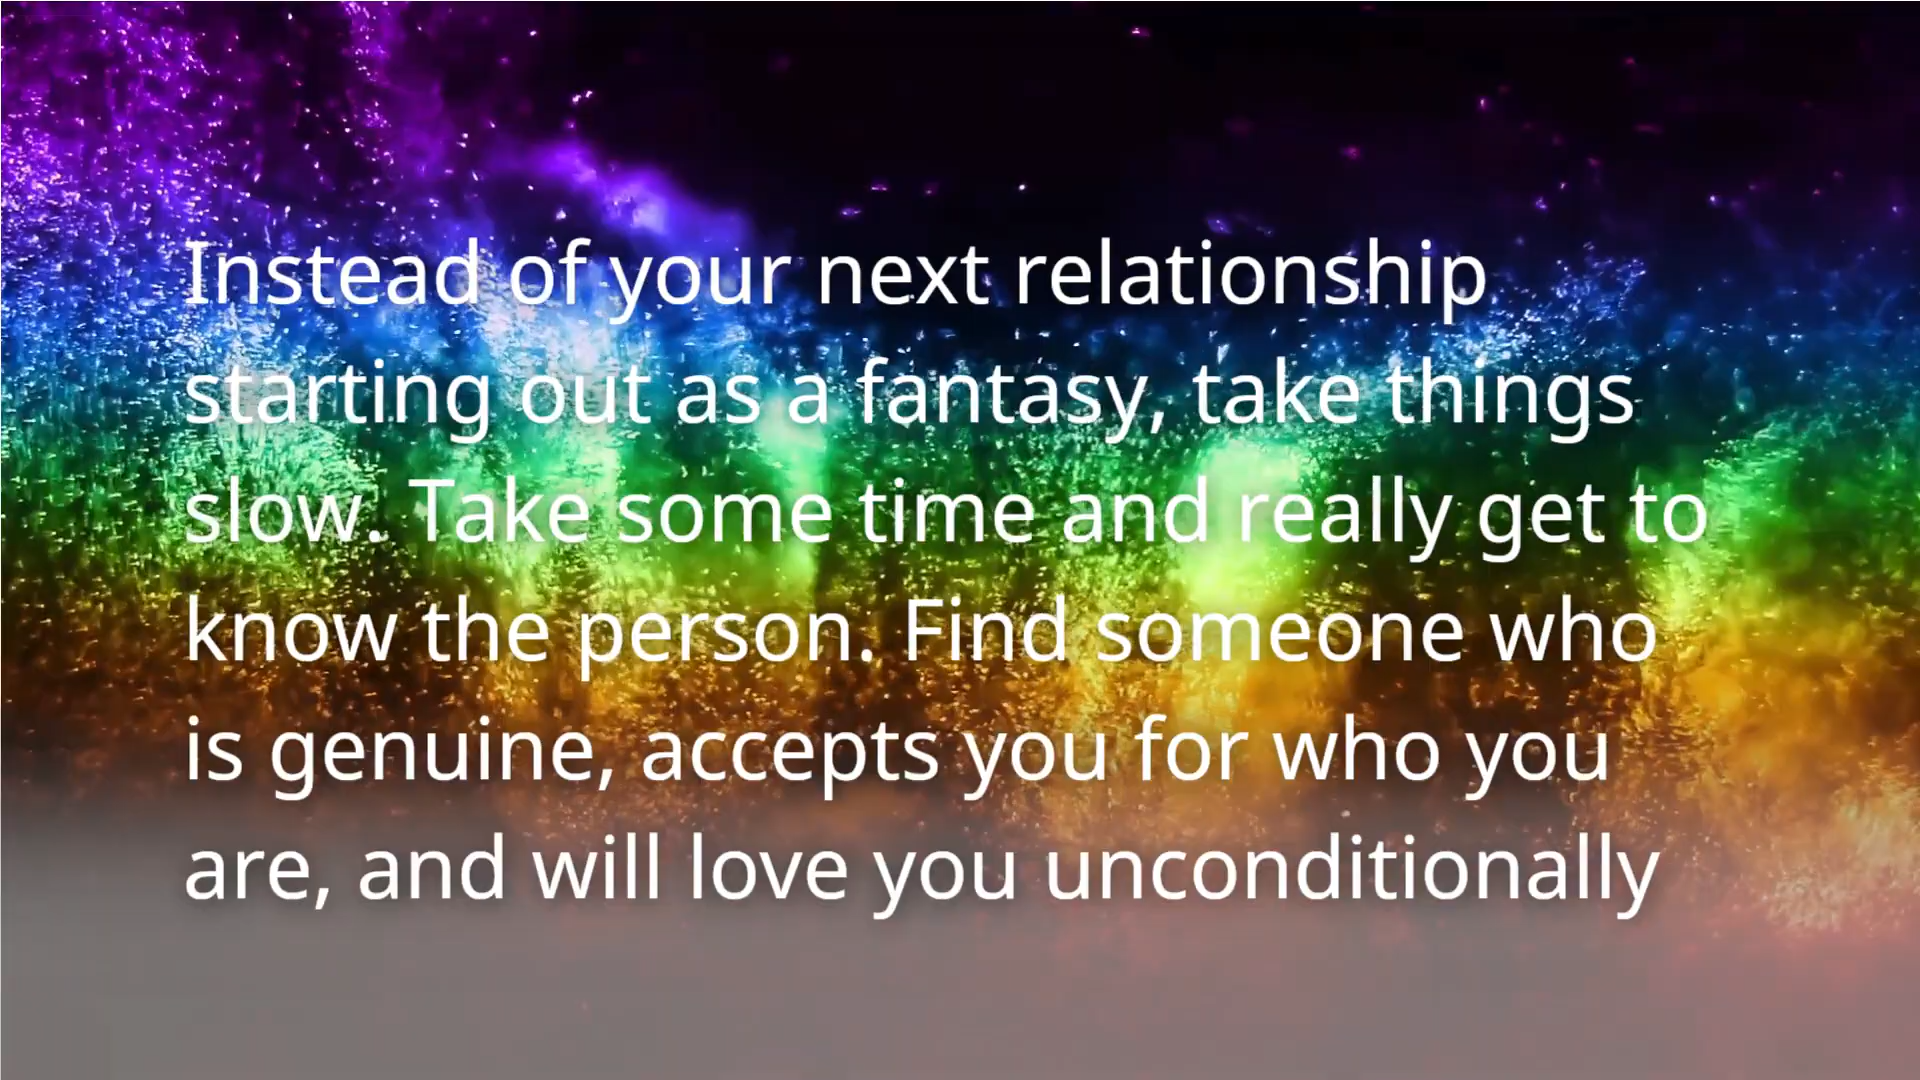 Instead of your next relationship
starting out as a fantasy, take things
slow. Take some time and really get to
know the person. Find someone who
is genuine, accepts you for who you
are, and will love you unconditionally